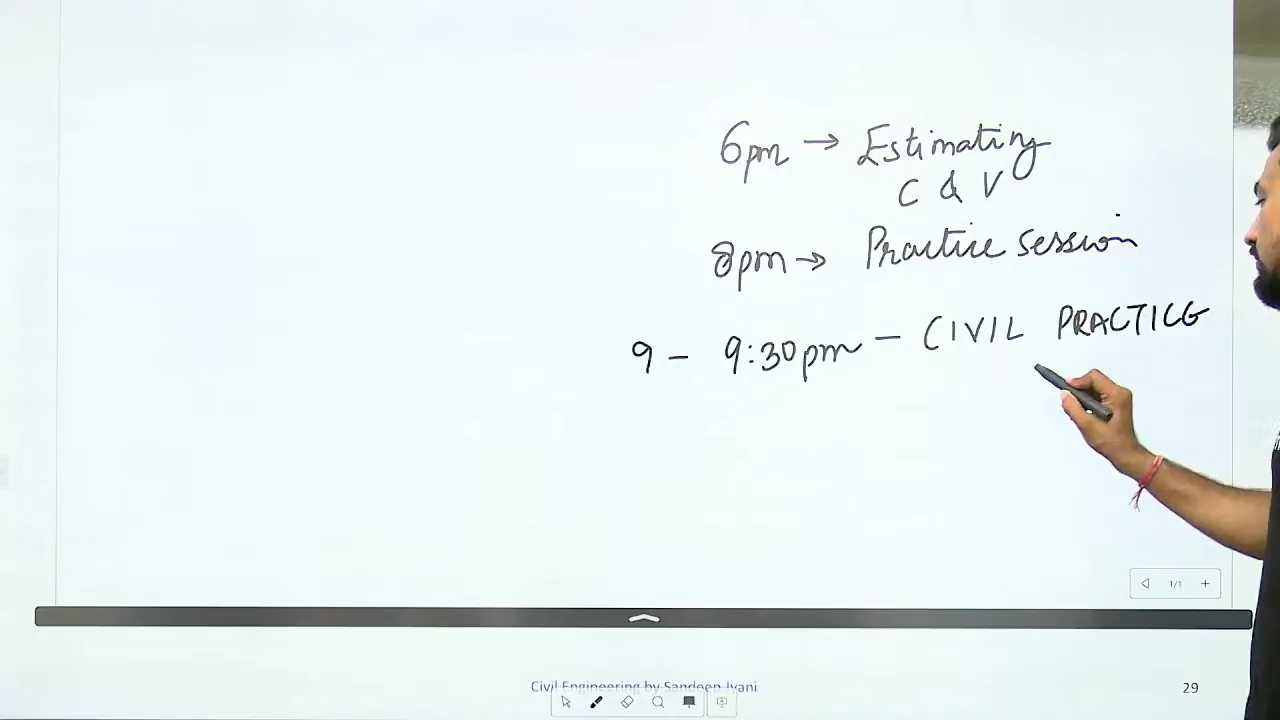 6pm → Estimating
C & V
8pm → Practice session
9 - 9:30pm - CIVIL PRACTICE
1/1
Civil Engineering by Sandeep Jyani
29